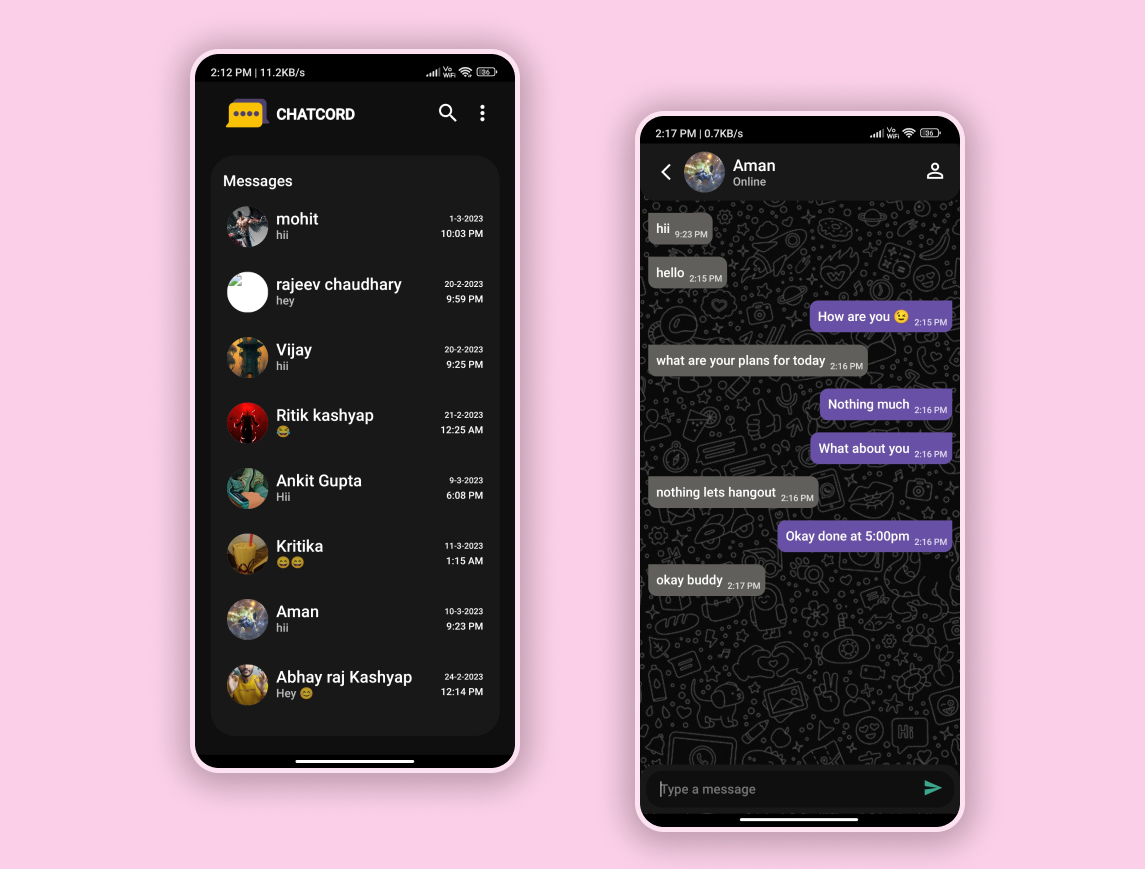 2:12 PM | 11.2KB/s
Vo WiFi
36
CHATCORD
Messages
mohit
1-3-2023
hii
10:03 PM
rajeev chaudhary
20-2-2023
hey
9:59 PM
Vijay
20-2-2023
hii
9:25 PM
Ritik kashyap
21-2-2023
😂
12:25 AM
Ankit Gupta
9-3-2023
Hii
6:08 PM
Kritika
11-3-2023
😄😄
1:15 AM
Aman
10-3-2023
hii
9:23 PM
Abhay raj Kashyap
24-2-2023
Hey 😊
12:14 PM
2:17 PM | 0.7KB/s
Vo WiFi
36
Aman
Online
hii 9:23 PM
hello 2:15 PM
How are you 😉 2:15 PM
what are your plans for today 2:16 PM
Nothing much 2:16 PM
What about you 2:16 PM
nothing lets hangout 2:16 PM
Okay done at 5:00pm 2:16 PM
okay buddy 2:17 PM
Hi
Type a message